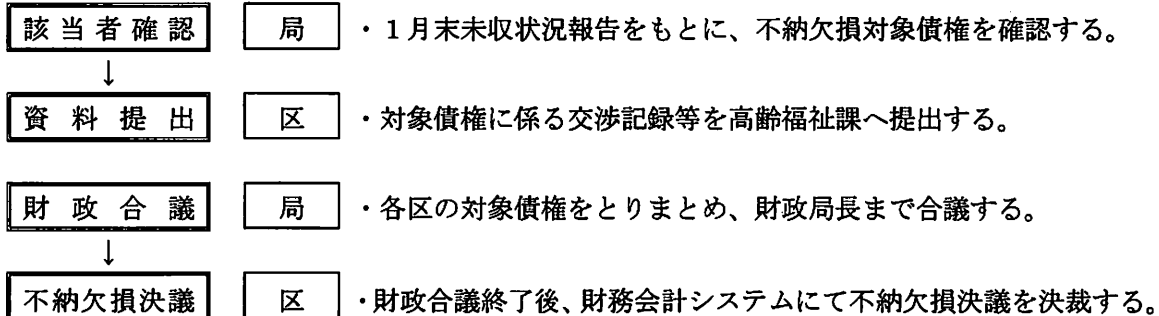 該当者確認 局 ・1月末未収状況報告をもとに、不納欠損対象債権を確認する。
↓
資料提出 区 ・対象債権に係る交渉記録等を高齢福祉課へ提出する。
財政合議 局 ・各区の対象債権をとりまとめ、財政局長まで合議する。
↓
不納欠損決議 区 ・財政合議終了後、財務会計システムにて不納欠損決議を決裁する。